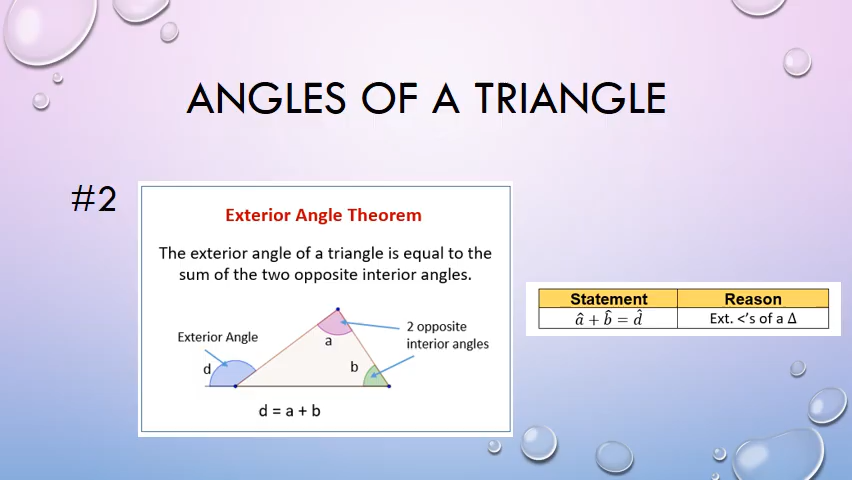 ANGLES OF A TRIANGLE
#2
Exterior Angle Theorem
The exterior angle of a triangle is equal to the
sum of the two opposite interior angles.
Exterior Angle
d
a
b
2 opposite
interior angles
d = a + b
Statement Reason
â + b̂ = d̂ Ext. <'s of a Δ